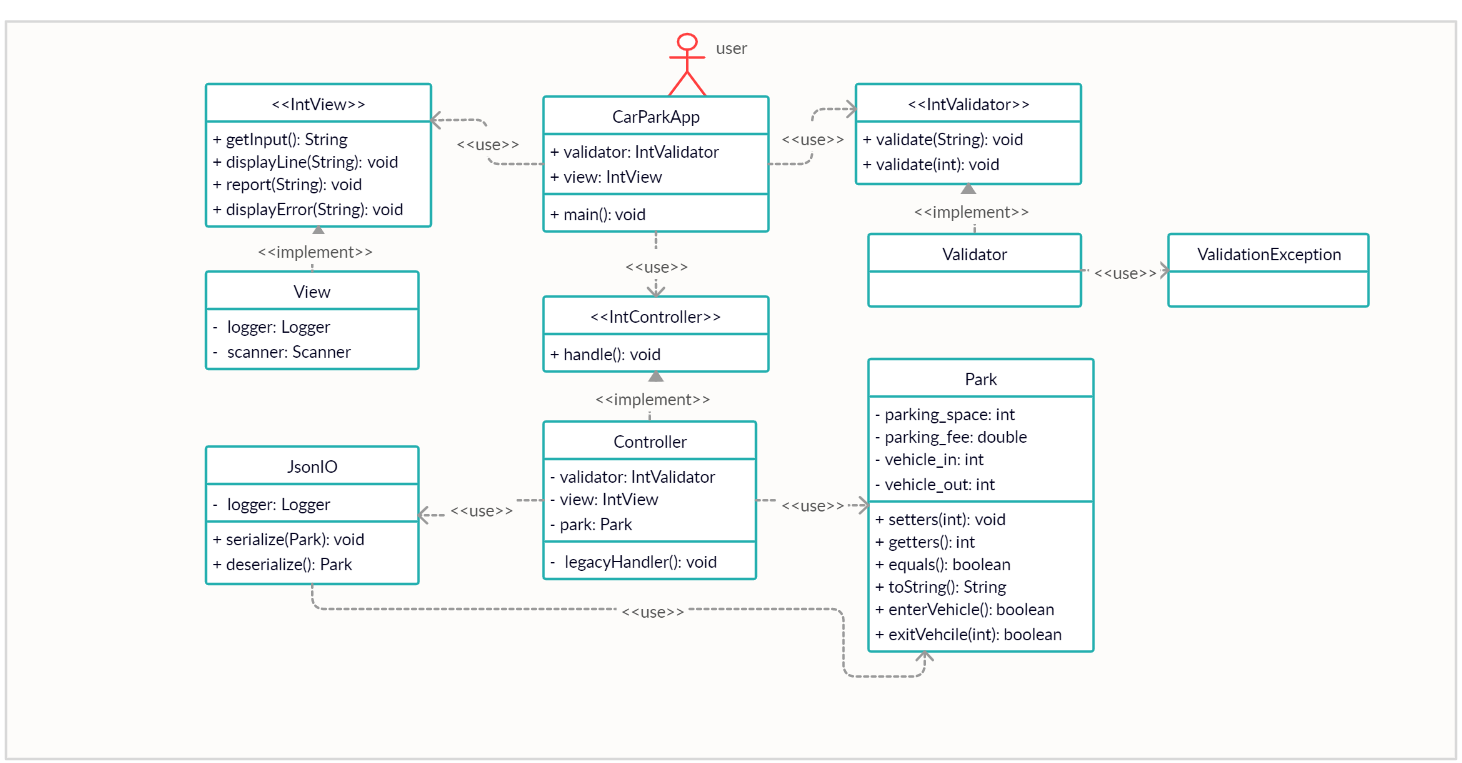 user
<<IntView>>
+ getInput(): String
+ displayLine(String): void
+ report(String): void
+ displayError(String): void
<<use>>
CarParkApp
+ validator: IntValidator
+ view: IntView
+ main(): void
<<use>>
<<IntValidator>>
+ validate(String): void
+ validate(int): void
<<implement>>
View
- logger: Logger
- scanner: Scanner
<<use>>
<<IntController>>
+ handle(): void
<<implement>>
Validator
<<use>>
ValidationException
<<implement>>
Controller
- validator: IntValidator
- view: IntView
- park: Park
- legacyHandler(): void
JsonIO
- logger: Logger
+ serialize(Park): void
+ deserialize(): Park
<<use>>
<<use>>
Park
- parking_space: int
- parking_fee: double
- vehicle_in: int
- vehicle_out: int
+ setters(int): void
+ getters(): int
+ equals(): boolean
+ toString(): String
+ enterVehicle(): boolean
+ exitVehcile(int): boolean
<<use>>